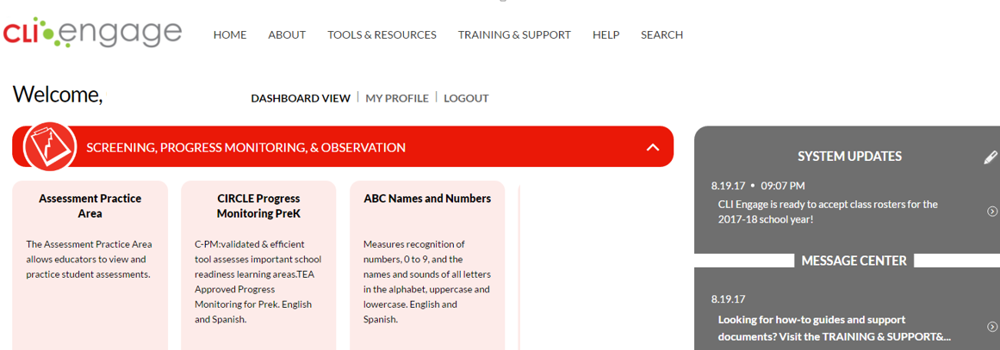 CLI engage
HOME ABOUT TOOLS & RESOURCES TRAINING & SUPPORT HELP SEARCH
Welcome,
DASHBOARD VIEW | MY PROFILE | LOGOUT
SCREENING, PROGRESS MONITORING, & OBSERVATION
Assessment Practice
Area
The Assessment Practice Area
allows educators to view and
practice student assessments.
CIRCLE Progress
Monitoring PreK
C-PM:validated & efficient
tool assesses important school
readiness learning areas.TEA
Approved Progress
Monitoring for Prek. English
and Spanish.
ABC Names and Numbers
Measures recognition of
numbers, 0 to 9, and the
names and sounds of all letters
in the alphabet, uppercase and
lowercase. English and
Spanish.
SYSTEM UPDATES
8.19.17 • 09:07 PM
CLI Engage is ready to accept class rosters for the
2017-18 school year!
MESSAGE CENTER
8.19.17
Looking for how-to guides and support
documents? Visit the TRAINING & SUPPORT&...